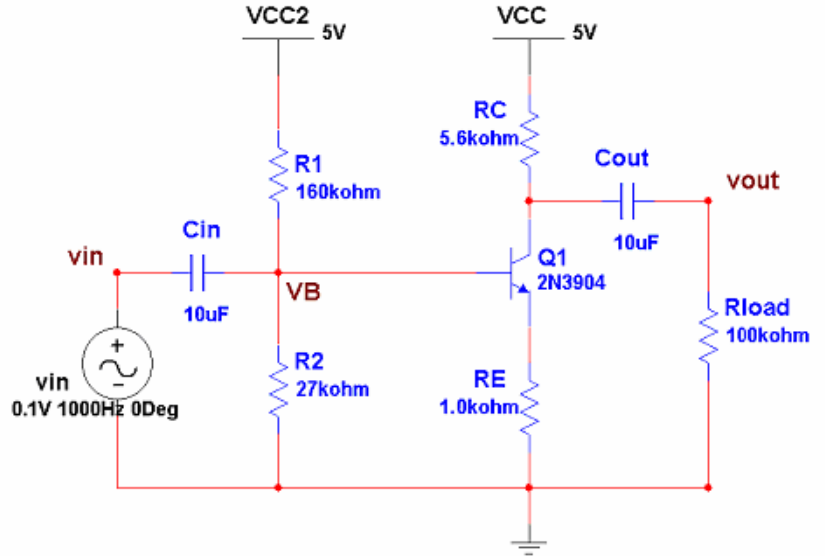 VCC2
5V
VCC
5V
RC
5.6kohm
R1
160kohm
Cout
10uF
vout
vin
Cin
10uF
VB
Q1
2N3904
Rload
100kohm
R2
27kohm
RE
1.0kohm
+
−
vin
0.1V 1000Hz 0Deg